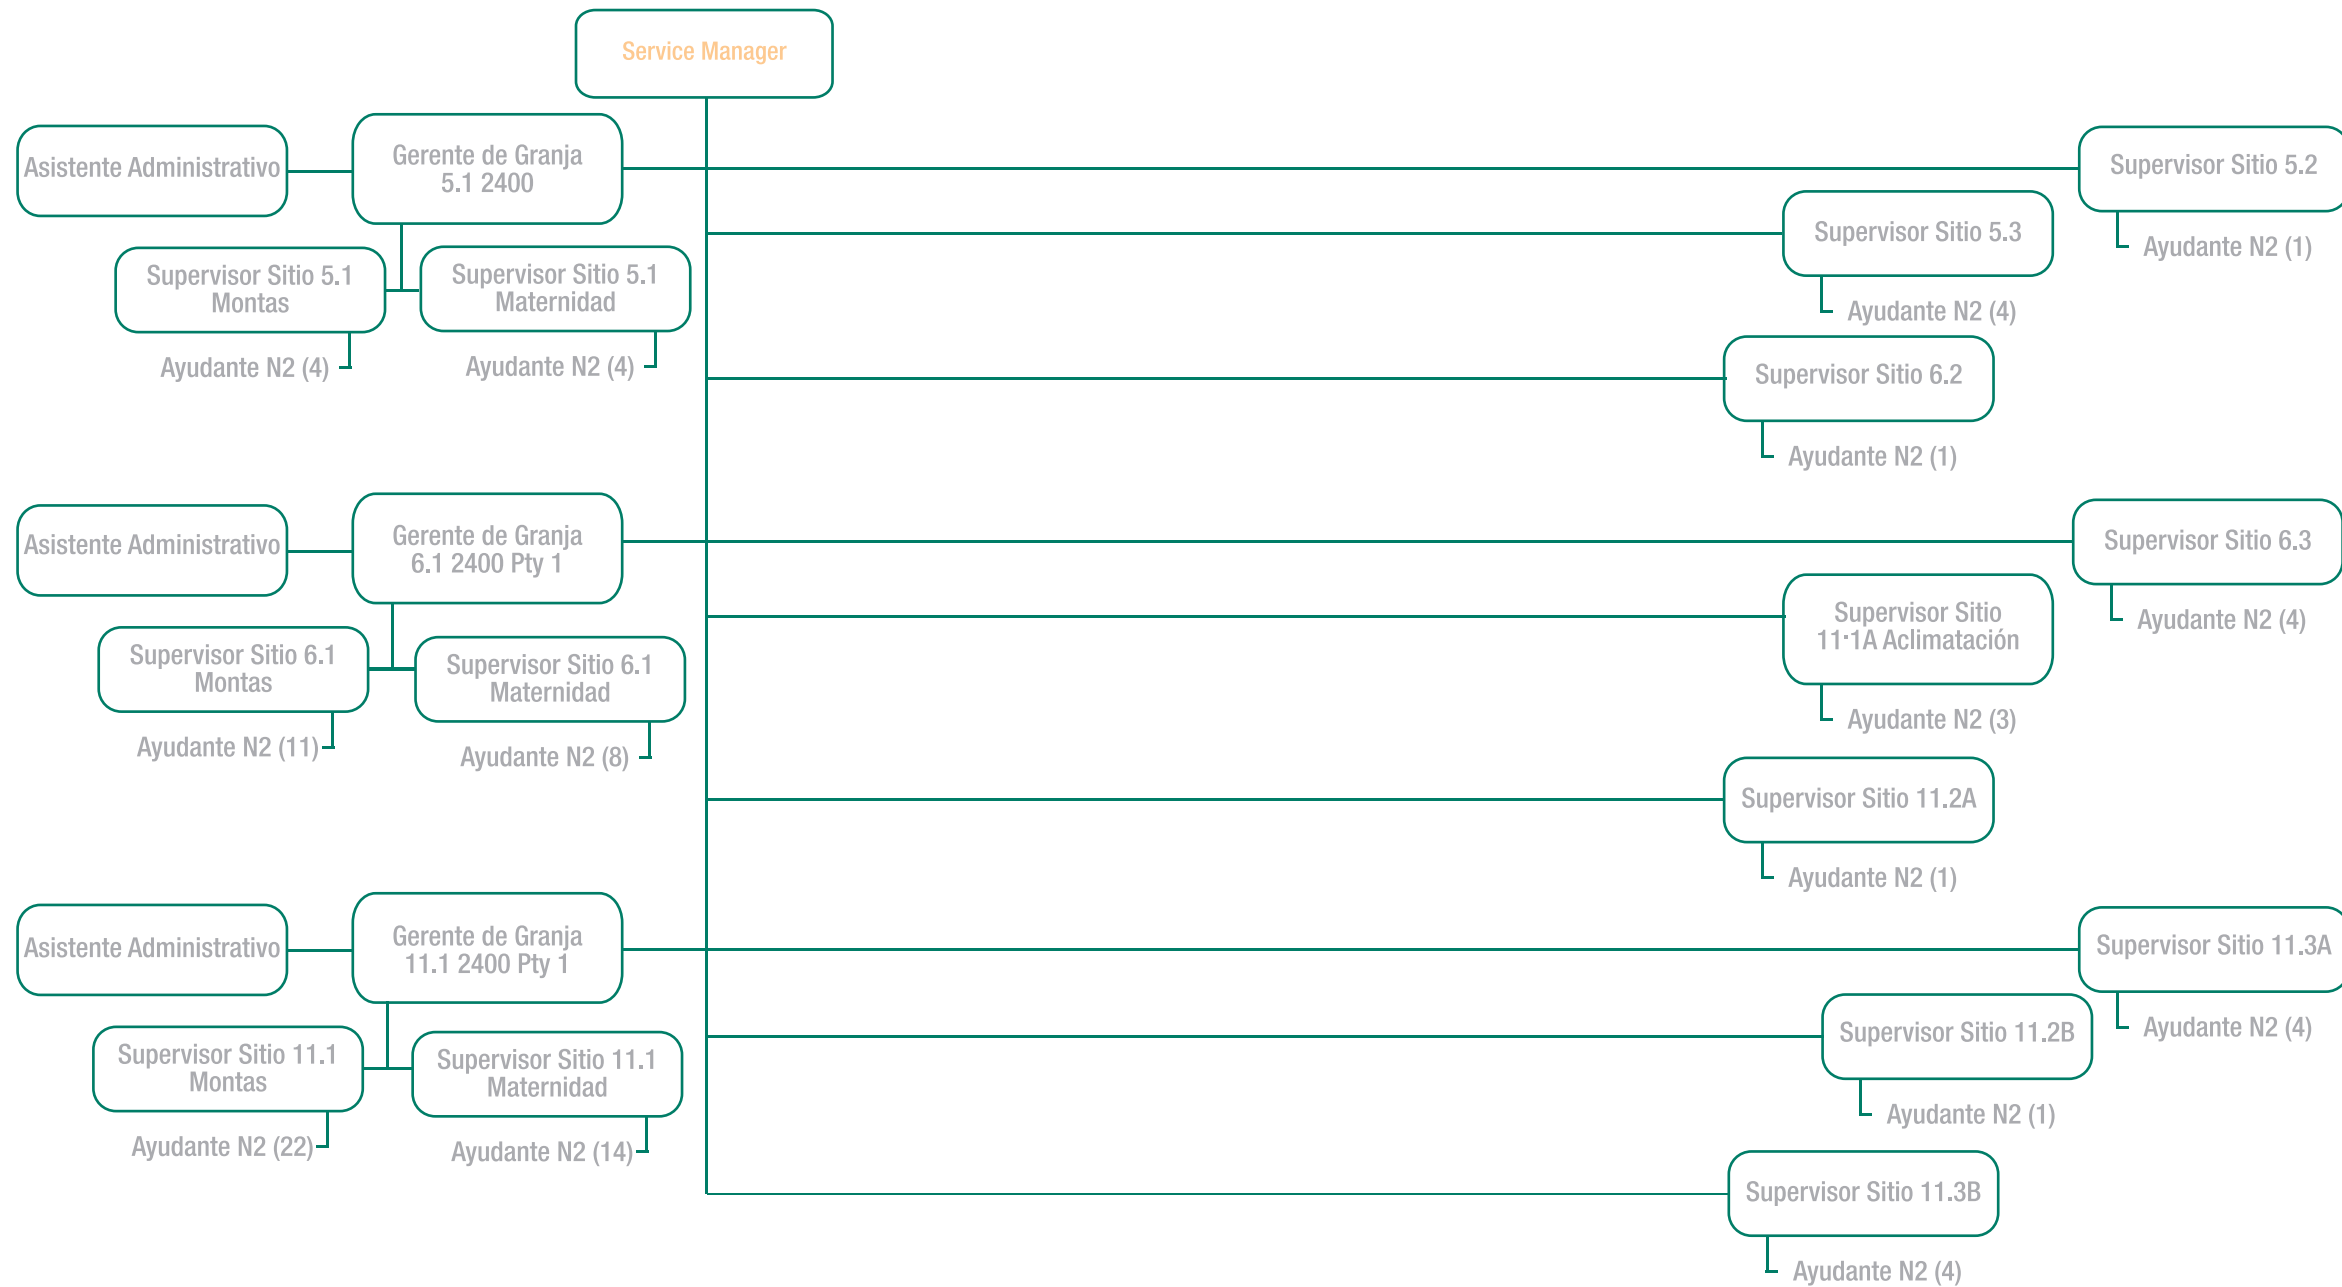 Service Manager
Asistente Administrativo
Gerente de Granja
5.1 2400
Supervisor Sitio 5.2
Ayudante N2 (1)
Supervisor Sitio 5.3
Ayudante N2 (4)
Supervisor Sitio 5.1
Montas
Ayudante N2 (4)
Supervisor Sitio 5.1
Maternidad
Ayudante N2 (4)
Supervisor Sitio 6.2
Ayudante N2 (1)
Asistente Administrativo
Gerente de Granja
6.1 2400 Pty 1
Supervisor Sitio 6.3
Ayudante N2 (4)
Supervisor Sitio
11·1A Aclimatación
Ayudante N2 (3)
Supervisor Sitio 6.1
Montas
Ayudante N2 (11)
Supervisor Sitio 6.1
Maternidad
Ayudante N2 (8)
Supervisor Sitio 11.2A
Ayudante N2 (1)
Asistente Administrativo
Gerente de Granja
11.1 2400 Pty 1
Supervisor Sitio 11.3A
Ayudante N2 (4)
Supervisor Sitio 11.2B
Ayudante N2 (1)
Supervisor Sitio 11.1
Montas
Ayudante N2 (22)
Supervisor Sitio 11.1
Maternidad
Ayudante N2 (14)
Supervisor Sitio 11.3B
Ayudante N2 (4)